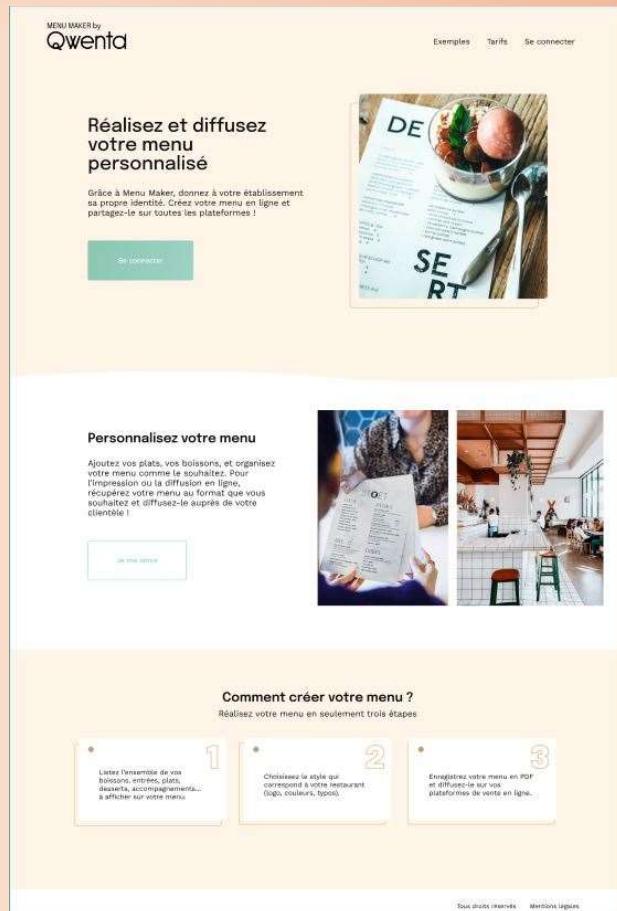 MENU MAKER by
Qwenta
Exemples Tarifs Se connecter
Réalisez et diffusez
votre menu
personnalisé
Grâce à Menu Maker, donnez à votre établissement
sa propre identité. Créez votre menu en ligne et
partagez-le sur toutes les plateformes !
Se connecter
DE
SE
RT
Personnalisez votre menu
Ajoutez vos plats, vos boissons, et organisez
votre menu comme le souhaitez. Pour
l'impression ou la diffusion en ligne,
récupérez votre menu au format que vous
souhaitez et diffusez-le auprès de votre
clientèle !
Comment créer votre menu ?
Réalisez votre menu en seulement trois étapes
1
Listez l'ensemble de vos
boissons, entrées, plats,
desserts, accompagnements...
à afficher sur votre menu.
2
Choisissez le style qui
correspond à votre restaurant
(logo, couleurs, typos).
3
Enregistrez votre menu en PDF
et diffusez-le sur vos
plateformes de vente en ligne.
Tous droits réservés Mentions légales